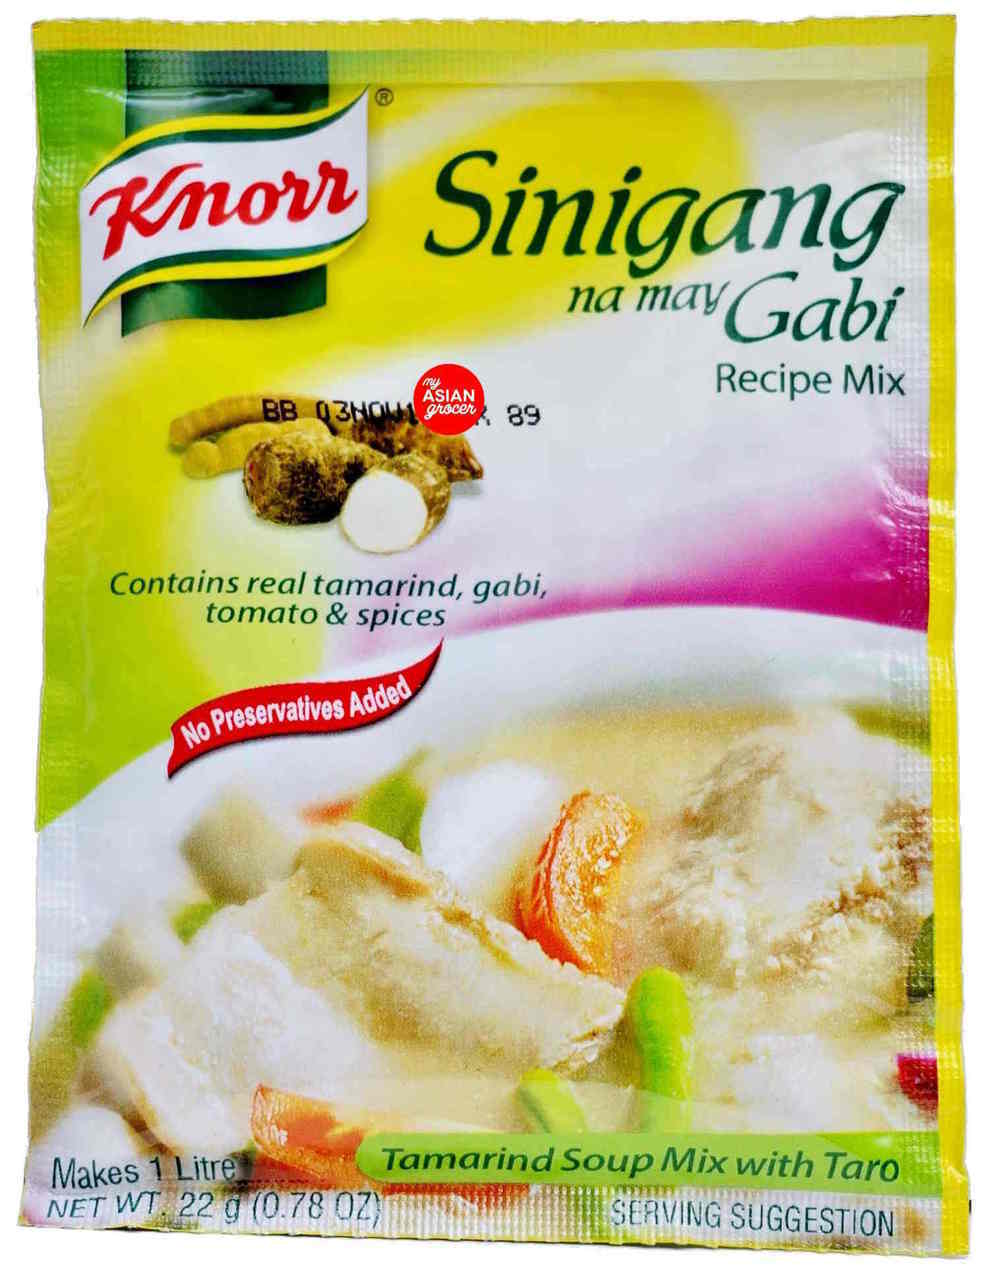 Knorr ®
Sinigang
na may Gabi
Recipe Mix
my
ASIAN
grocer
BB 03NOV1 89
Contains real tamarind, gabi,
tomato & spices
No Preservatives Added
Tamarind Soup Mix with Taro
Makes 1 Litre
NET WT. 22 g (0.78 OZ)
SERVING SUGGESTION